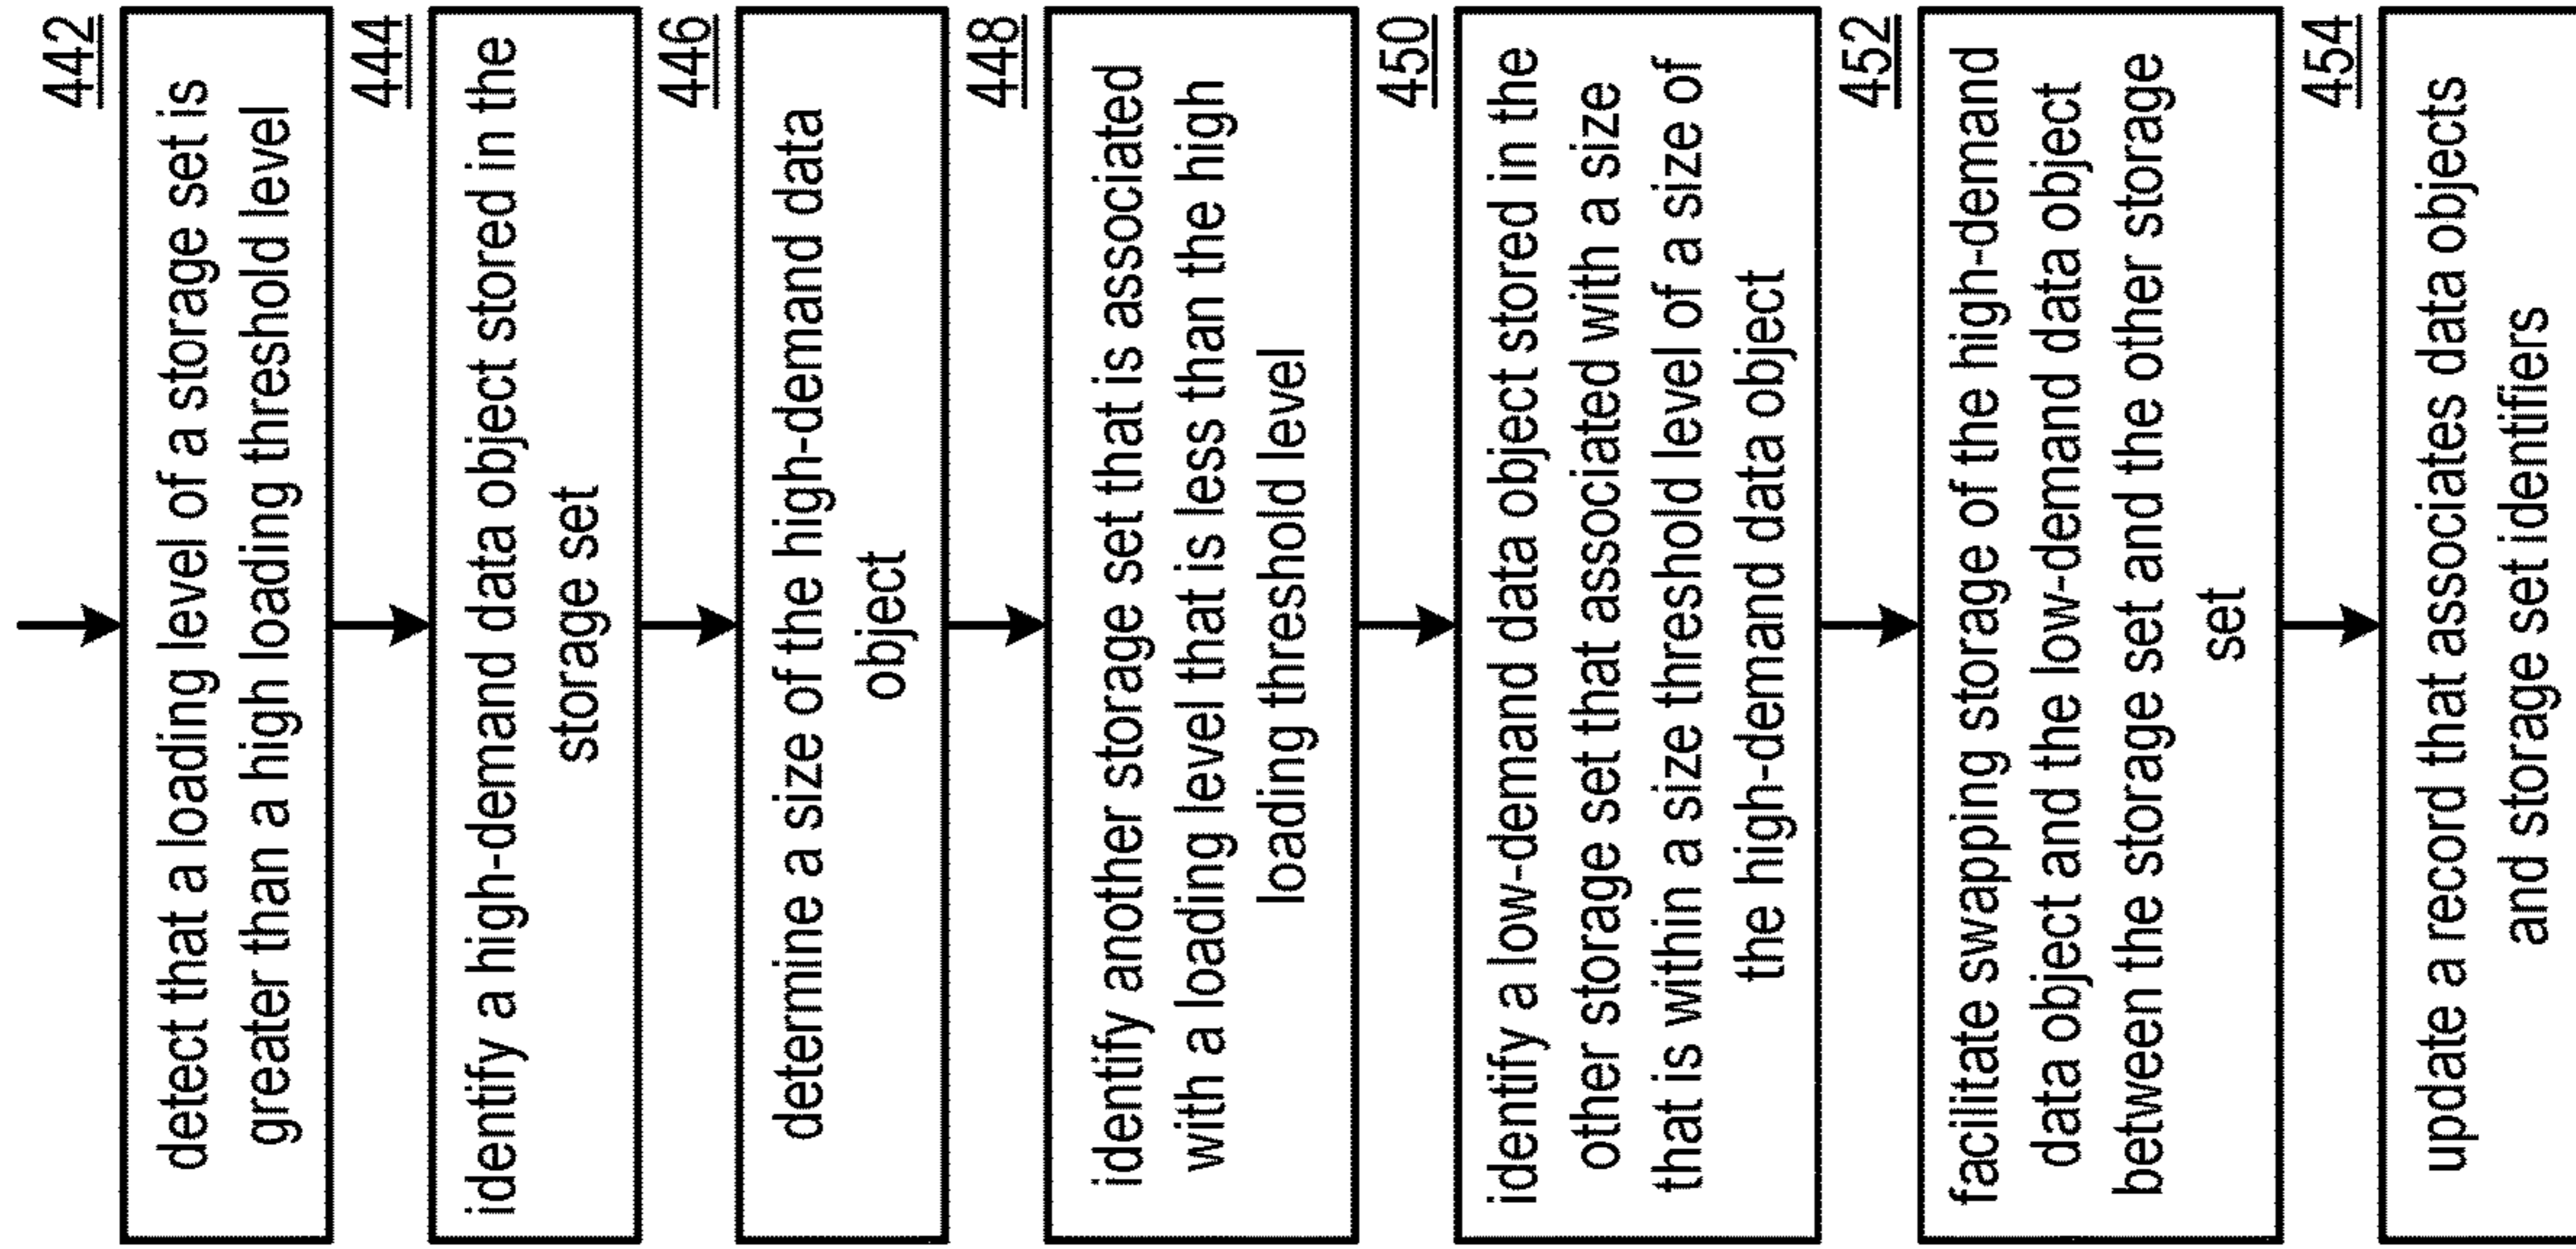 442
detect that a loading level of a storage set is
greater than a high loading threshold level
444
identify a high-demand data object stored in the
storage set
446
determine a size of the high-demand data
object
448
identify another storage set that is associated
with a loading level that is less than the high
loading threshold level
450
identify a low-demand data object stored in the
other storage set that associated with a size
that is within a size threshold level of a size of
the high-demand data object
452
facilitate swapping storage of the high-demand
data object and the low-demand data object
between the storage set and the other storage
set
454
update a record that associates data objects
and storage set identifiers